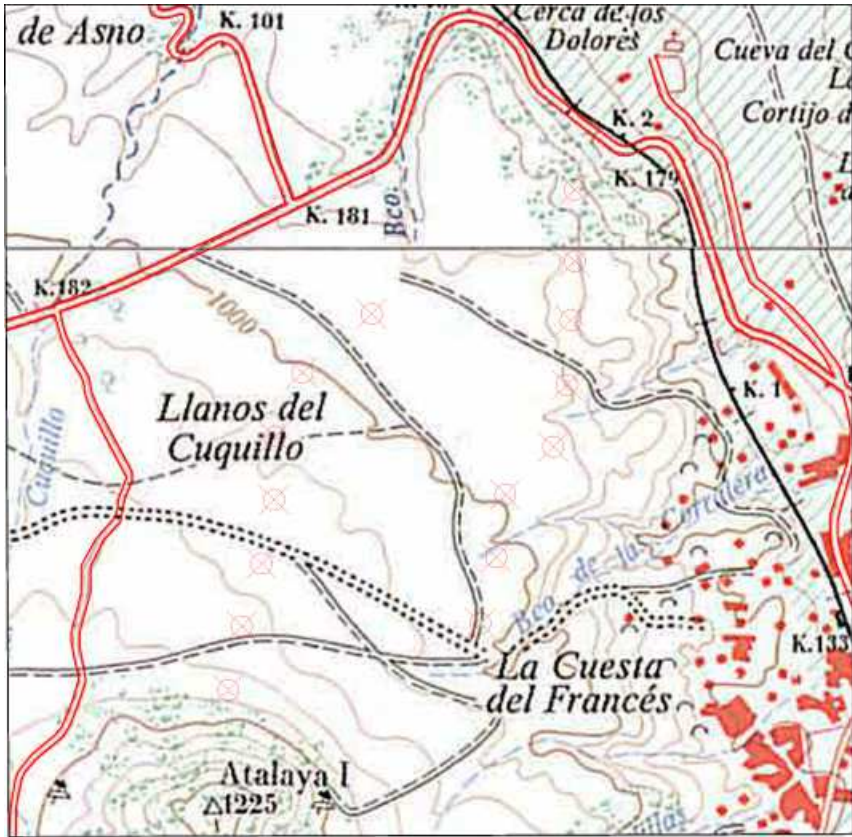 de Asno
K. 101
Cerca de los
Dolores
Cueva del
Cortijo d
K. 2
K. 179
K. 181
Bco.
K.182
1000
Llanos del
Cuquillo
K. 1
Cuquillo
Bco. de la Corralera
K.133
La Cuesta
del Francés
Atalaya I
1225